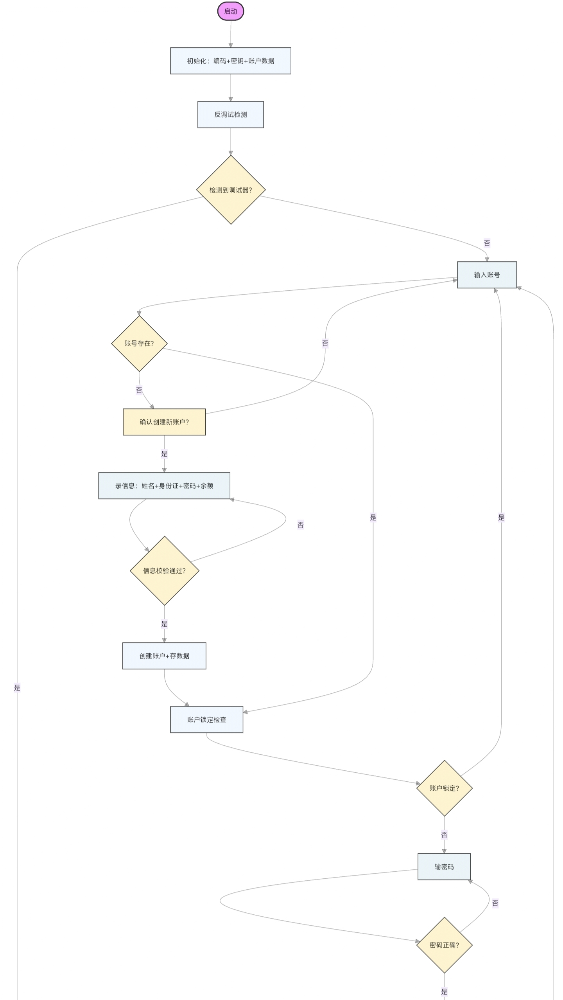 启动
初始化：编码+密钥+账户数据
反调试检测
检测到调试器?
否
输入账号
账号存在?
否
否
确认创建新账户?
是
录信息：姓名+身份证+密码+余额
是
是
否
信息校验通过?
是
创建账户+存数据
是
账户锁定检查
账户锁定?
否
输密码
否
密码正确?
是